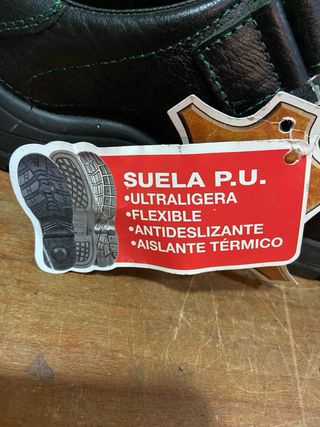 SUELA P.U.
•ULTRALIGERA
•FLEXIBLE
•ANTIDESLIZANTE
•AISLANTE TÉRMICO